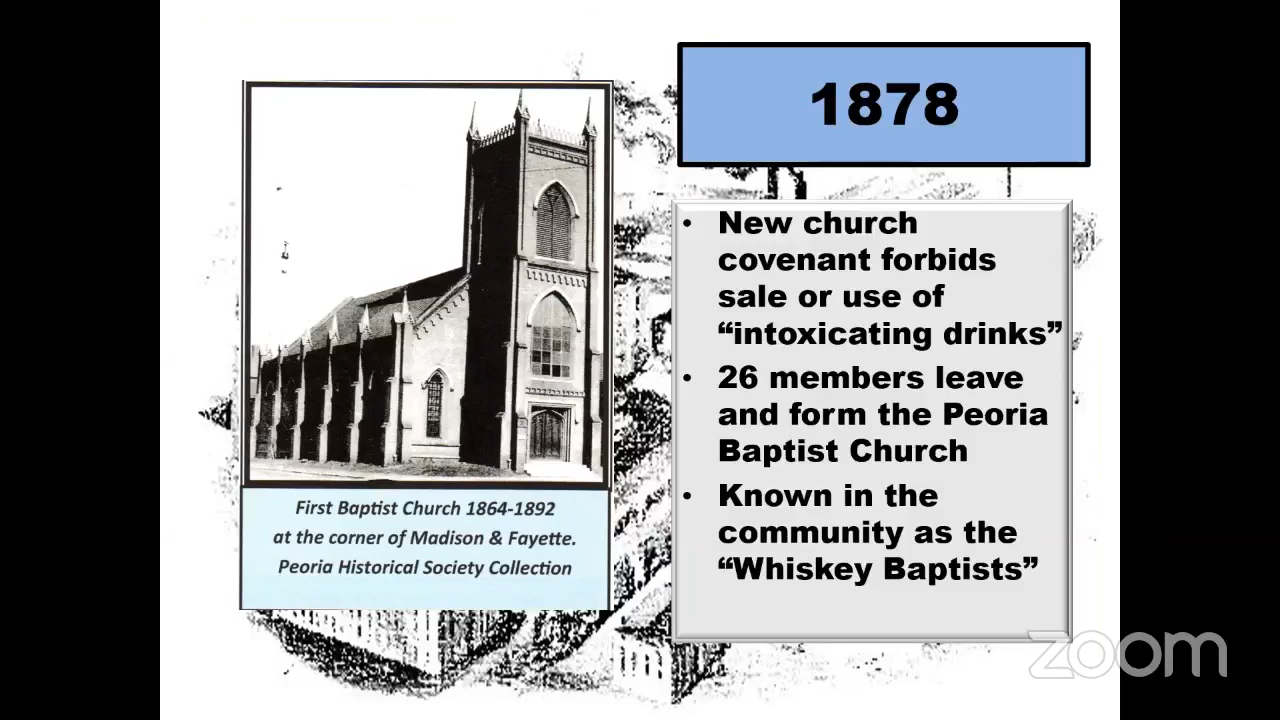 1878
• New church
covenant forbids
sale or use of
“intoxicating drinks”
• 26 members leave
and form the Peoria
Baptist Church
• Known in the
community as the
“Whiskey Baptists”
First Baptist Church 1864-1892
at the corner of Madison & Fayette.
Peoria Historical Society Collection
zoom